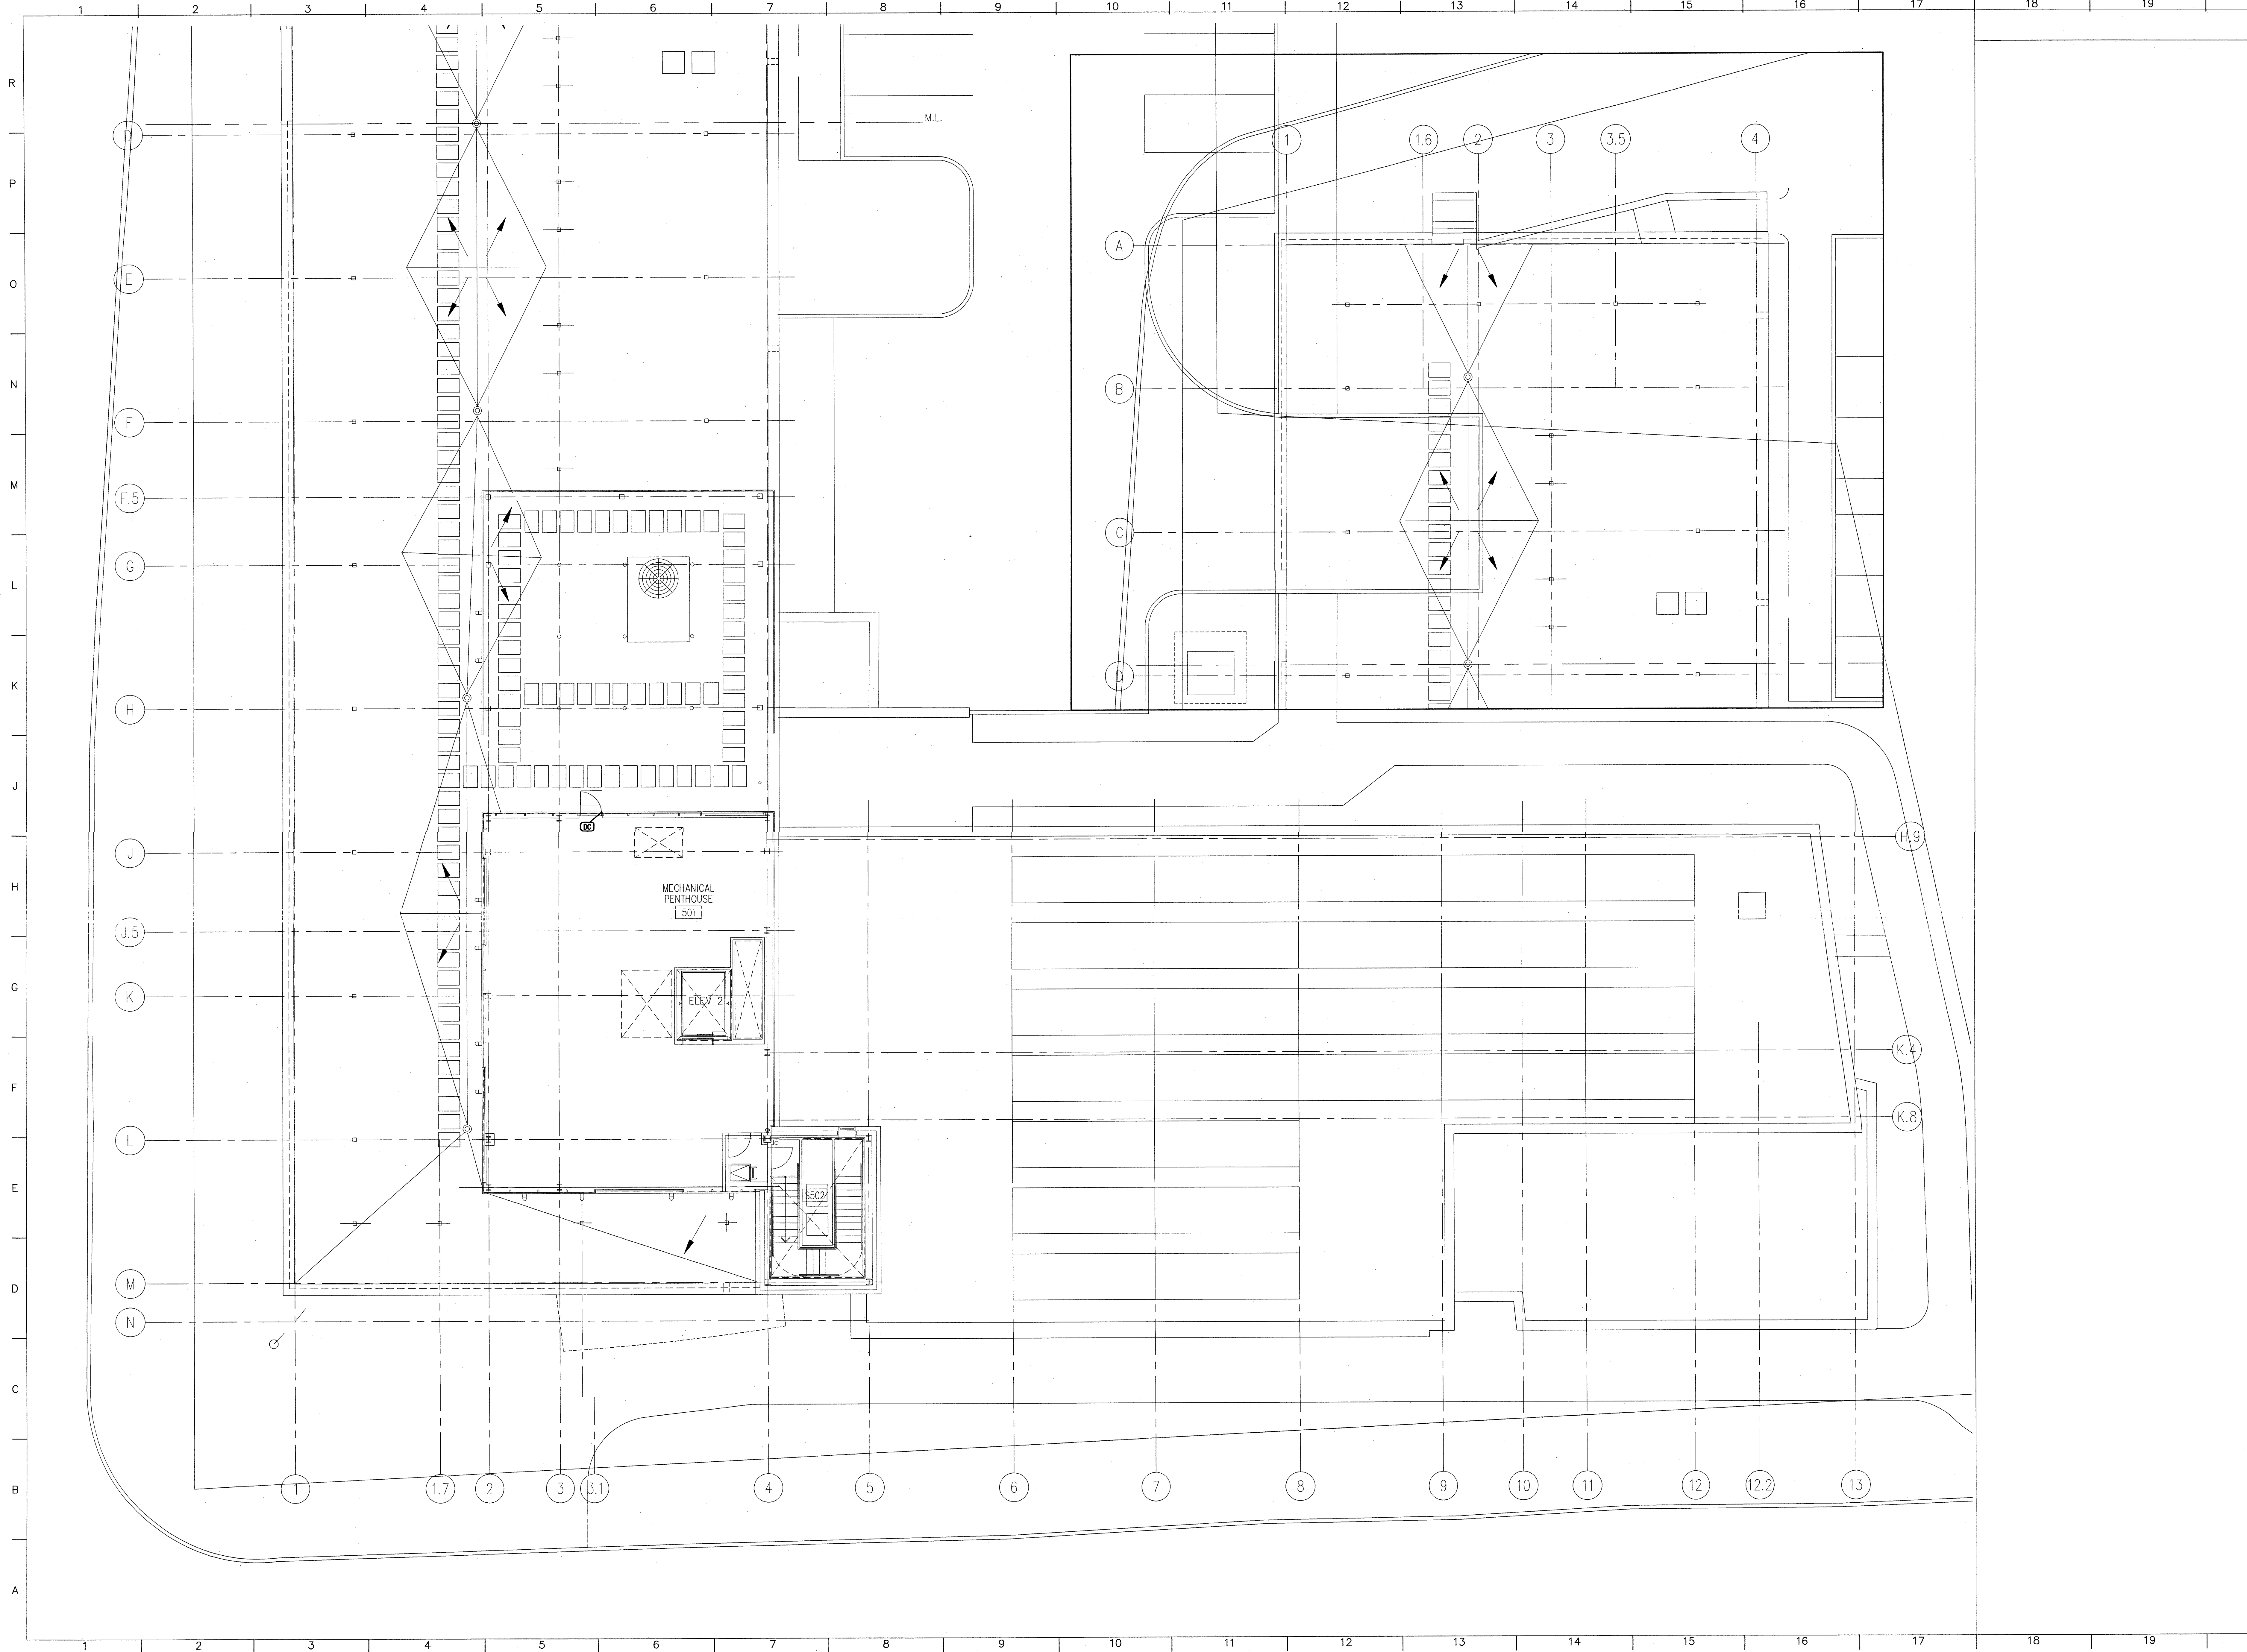 1 2 3 4 5 6 7 8 9 10 11 12 13 14 15 16 17 18 19
R
P
O
N
M
L
K
J
H
G
F
E
D
C
B
A
D
E
F
F.5
G
H
J
J.5
K
L
M
N
M.L.
1 1.6 2 3 3.5 4
A
B
C
D
DC
MECHANICAL
PENTHOUSE
501
ELEV 2
S502
H.9
K.4
K.8
1 1.7 2 3 3.1 4 5 6 7 8 9 10 11 12 12.2 13
1 2 3 4 5 6 7 8 9 10 11 12 13 14 15 16 17 18 19